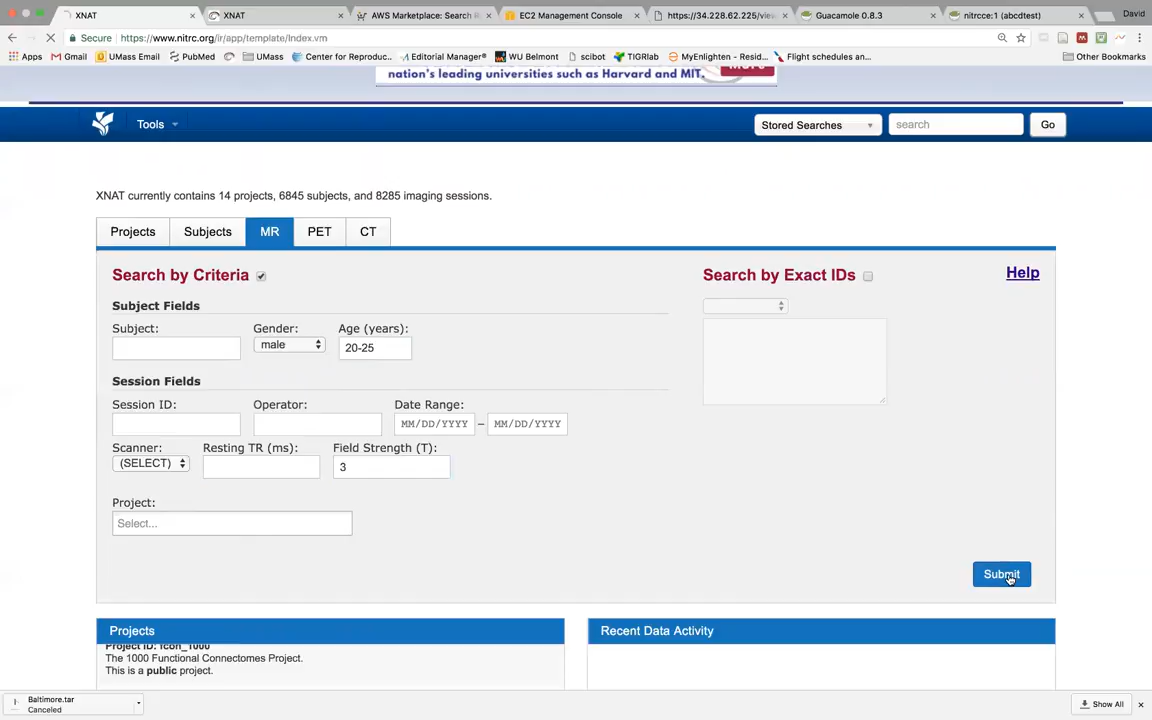 XNAT
XNAT
AWS Marketplace: Search R
EC2 Management Console
https://34.228.62.225/view
Guacamole 0.8.3
nitrcce:1 (abcdtest)
David
Secure
https://www.nitrc.org/ir/app/template/Index.vm
Apps
Gmail
UMass Email
PubMed
UMass
Center for Reproduc..
Editorial Manager®
WU Belmont
scibot
TIGRlab
MyEnlighten - Resid...
Flight schedules an...
Other Bookmarks
nation's leading universities such as Harvard and MIT.
Tools
Stored Searches
search
Go
XNAT currently contains 14 projects, 6845 subjects, and 8285 imaging sessions.
Projects
Subjects
MR
PET
CT
Search by Criteria
Search by Exact IDs
Help
Subject Fields
Subject:
Gender:
Age (years):
male
20-25
Session Fields
Session ID:
Operator:
Date Range:
MM/DD/YYYY
–
MM/DD/YYYY
Scanner:
Resting TR (ms):
Field Strength (T):
(SELECT)
3
Project:
Select...
Submit
Projects
Recent Data Activity
Project ID: fcon_1000
The 1000 Functional Connectomes Project.
This is a public project.
Baltimore.tar
Canceled
Show All